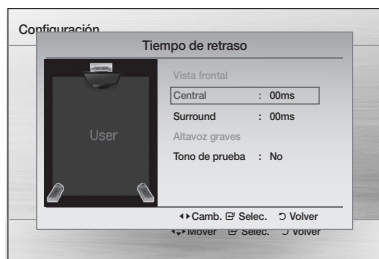 Configuración
Tiempo de retraso
Vista frontal
Central : 00ms
Surround : 00ms
Altavoz graves
Tono de prueba : No
User
Camb. Selec. Volver
Mover Selec. Volver